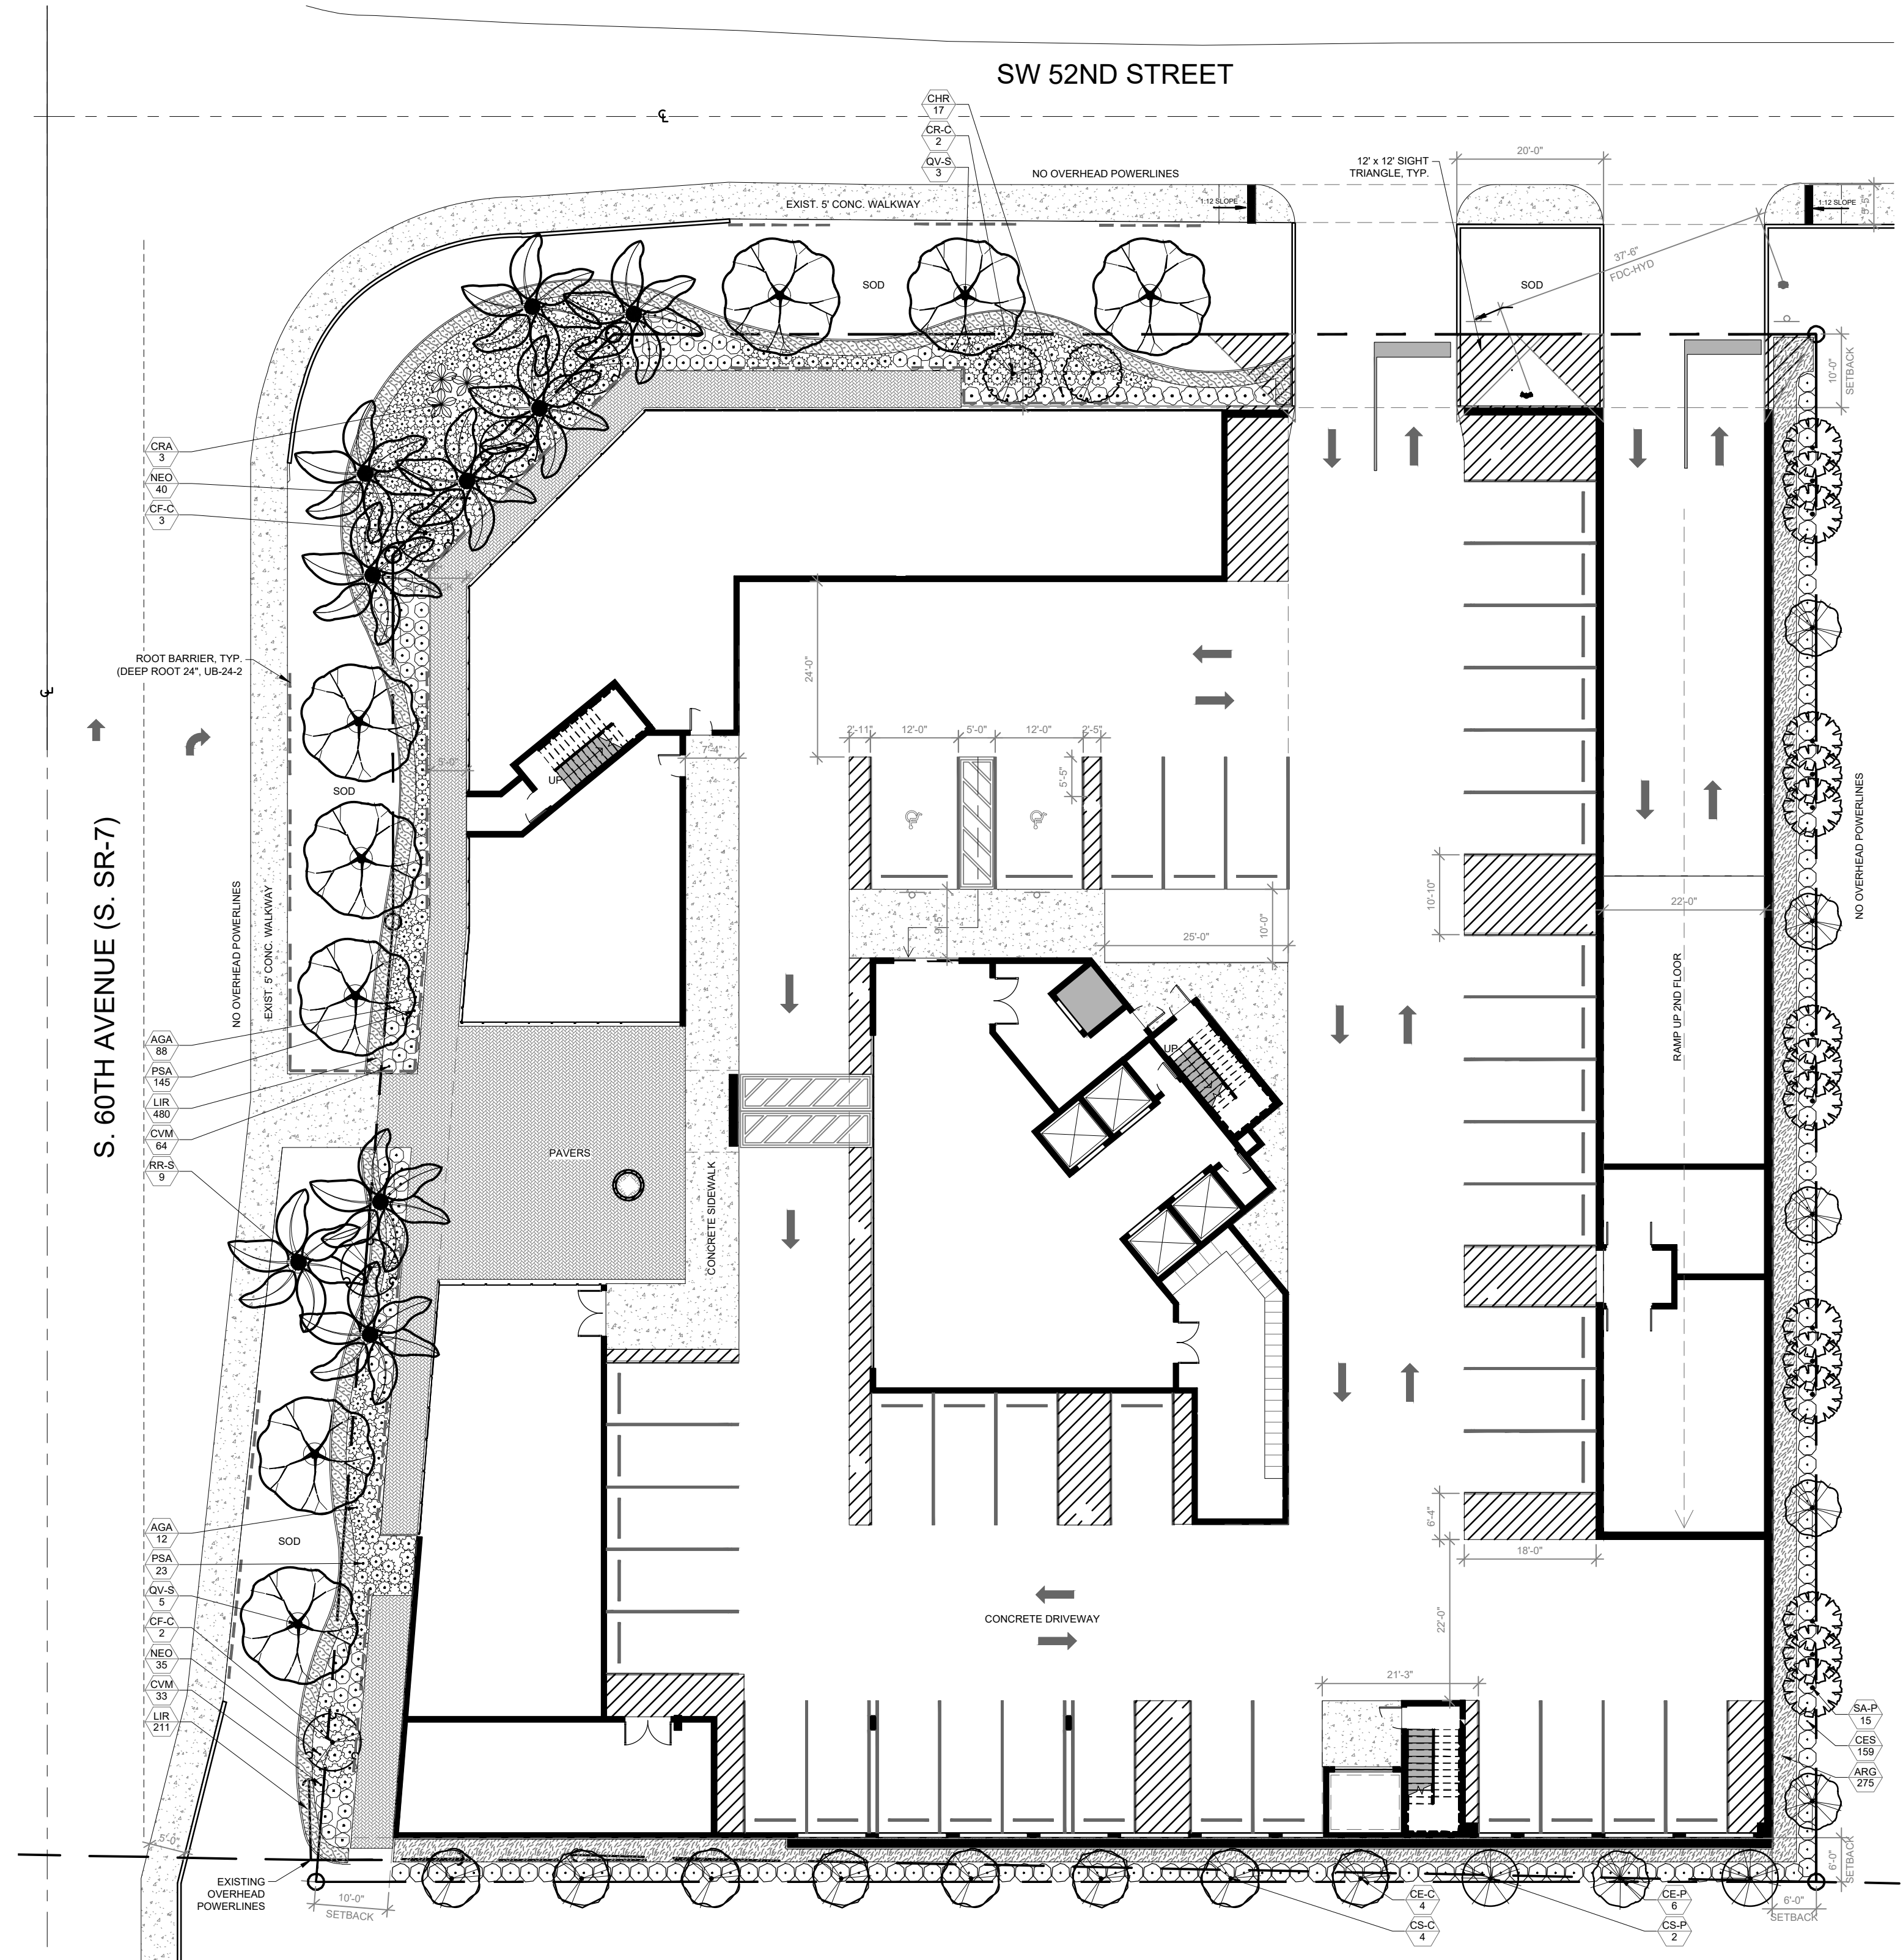 SW 52ND STREET
CHR
17
CR-C
2
QV-S
3
NO OVERHEAD POWERLINES
12' x 12' SIGHT
TRIANGLE, TYP.
20'-0"
EXIST. 5' CONC. WALKWAY
1:12 SLOPE
1:12 SLOPE
5'-5"
37'-6"
FDC-HYD
SOD
SOD
10'-0"
SETBACK
CRA
3
NEO
40
CF-C
3
ROOT BARRIER, TYP.
(DEEP ROOT 24", UB-24-2
24'-0"
2'-11"
12'-0"
5'-0"
12'-0"
2'-5"
7'-4"
5'-0"
5'-5"
UP
SOD
S. 60TH AVENUE (S. SR-7)
NO OVERHEAD POWERLINES
EXIST. 5' CONC. WALKWAY
NO OVERHEAD POWERLINES
10'-10"
22'-0"
9'-5"
25'-0"
10'-0"
RAMP UP 2ND FLOOR
UP
AGA
88
PSA
145
LIR
480
CVM
64
RR-S
9
PAVERS
CONCRETE SIDEWALK
AGA
12
PSA
23
QV-S
5
CF-C
2
NEO
35
CVM
33
LIR
211
SOD
6'-4"
18'-0"
CONCRETE DRIVEWAY
22'-0"
21'-3"
SA-P
15
CES
159
ARG
275
5'-0"
EXISTING
OVERHEAD
POWERLINES
10'-0"
SETBACK
CE-C
4
CS-C
4
CE-P
6
CS-P
2
6'-0"
SETBACK
6'-0"
SETBACK